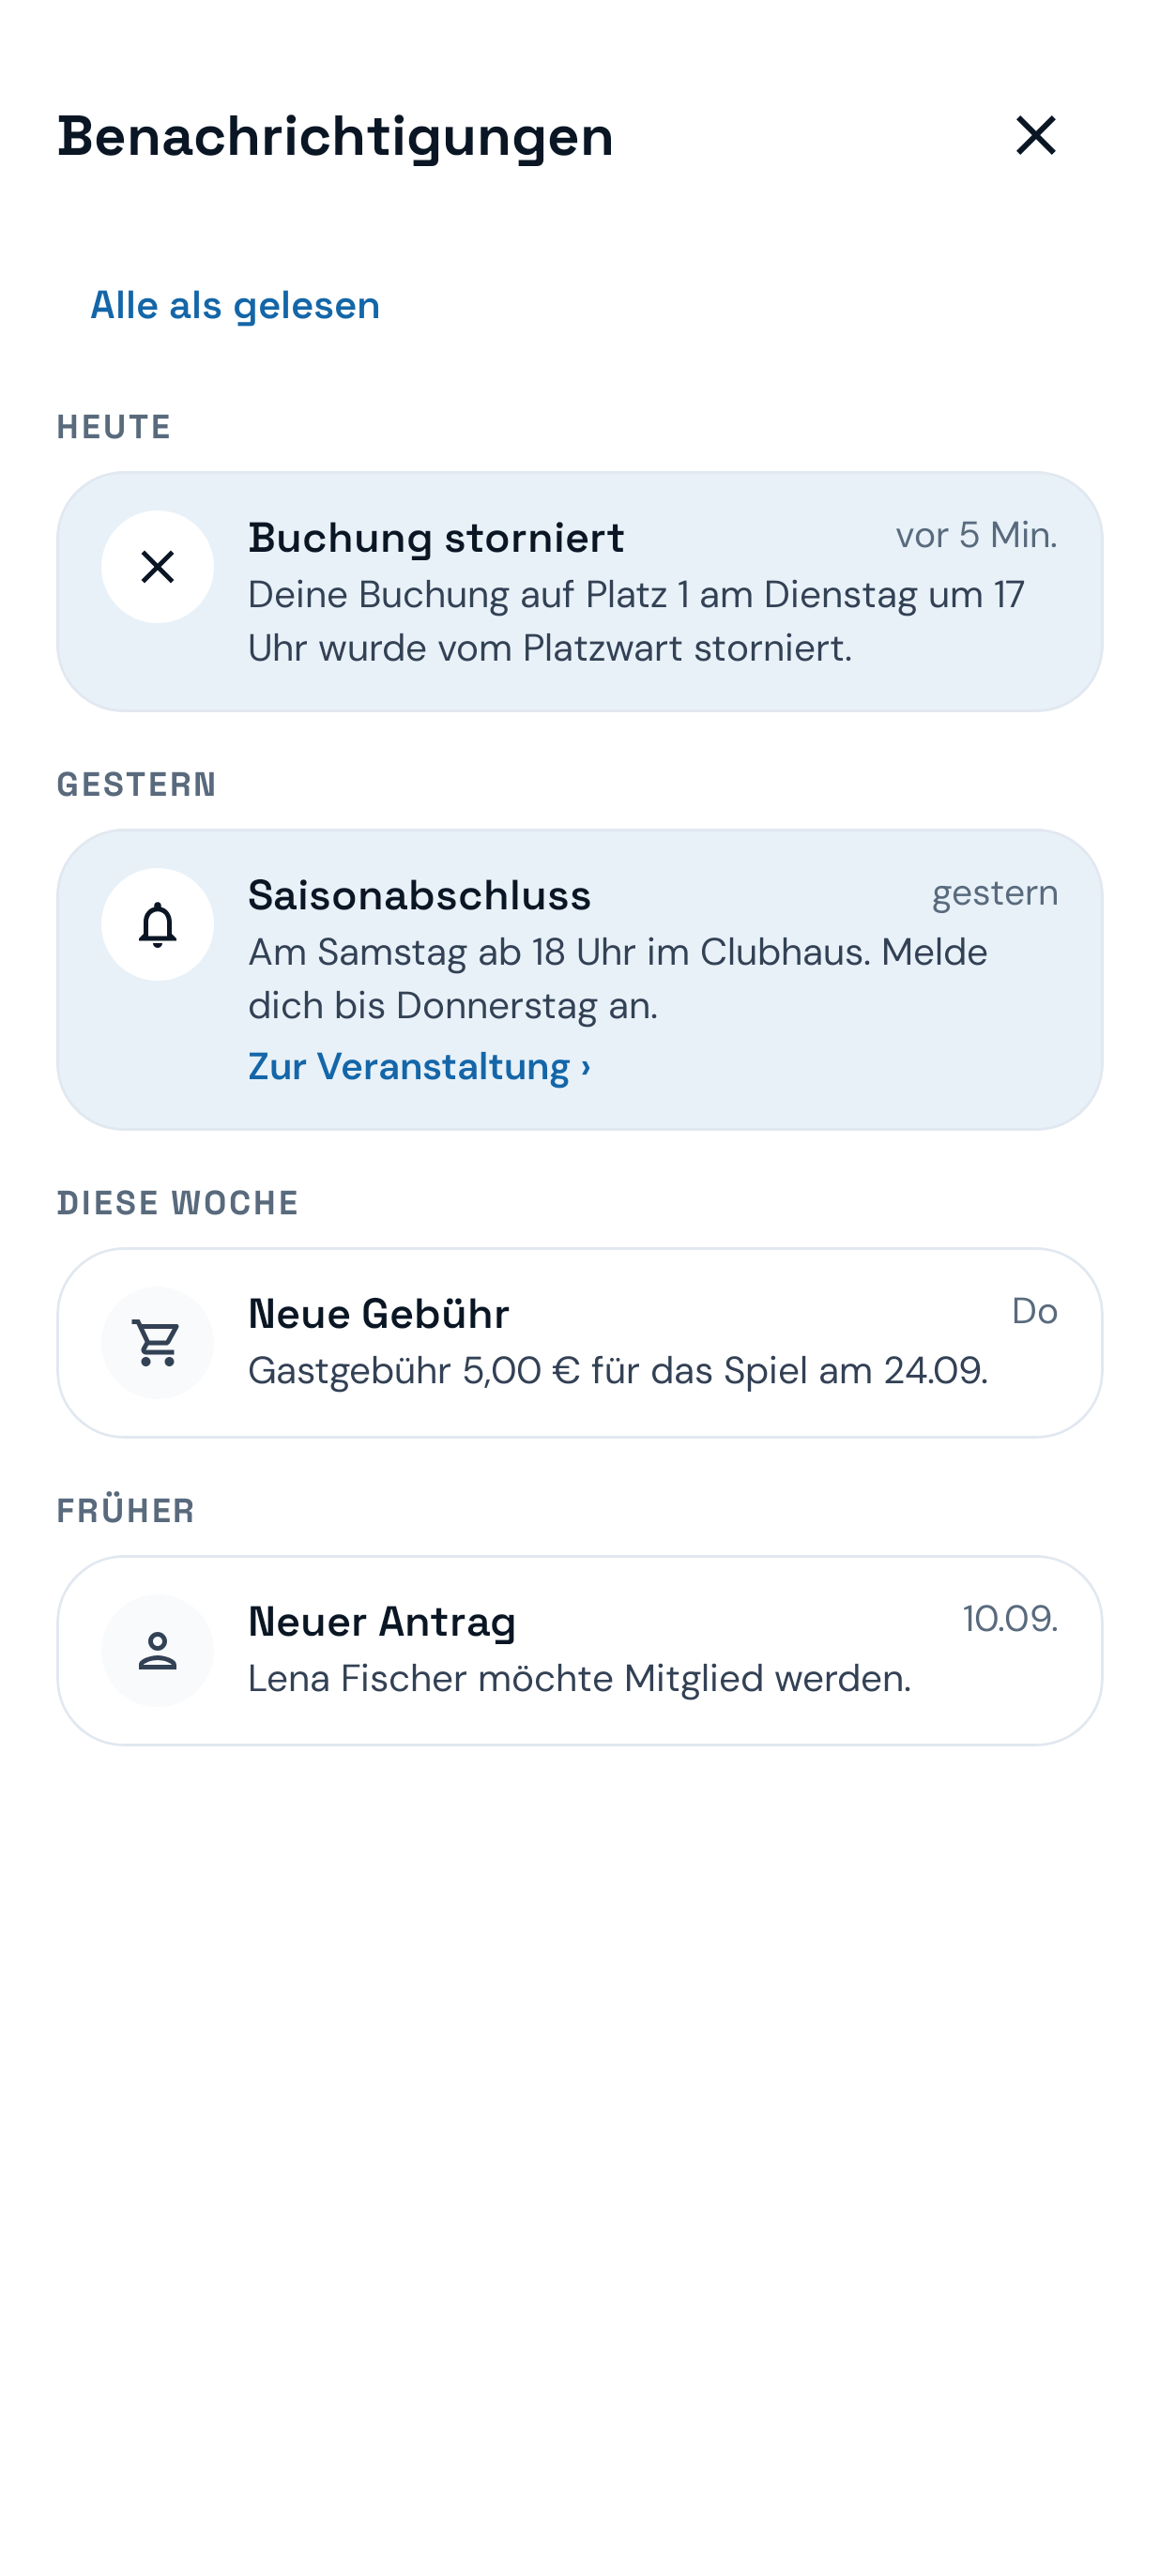 Benachrichtigungen
Alle als gelesen
HEUTE
Buchung storniert
vor 5 Min.
Deine Buchung auf Platz 1 am Dienstag um 17
Uhr wurde vom Platzwart storniert.
GESTERN
Saisonabschluss
gestern
Am Samstag ab 18 Uhr im Clubhaus. Melde
dich bis Donnerstag an.
Zur Veranstaltung ›
DIESE WOCHE
Neue Gebühr
Do
Gastgebühr 5,00 € für das Spiel am 24.09.
FRÜHER
Neuer Antrag
10.09.
Lena Fischer möchte Mitglied werden.